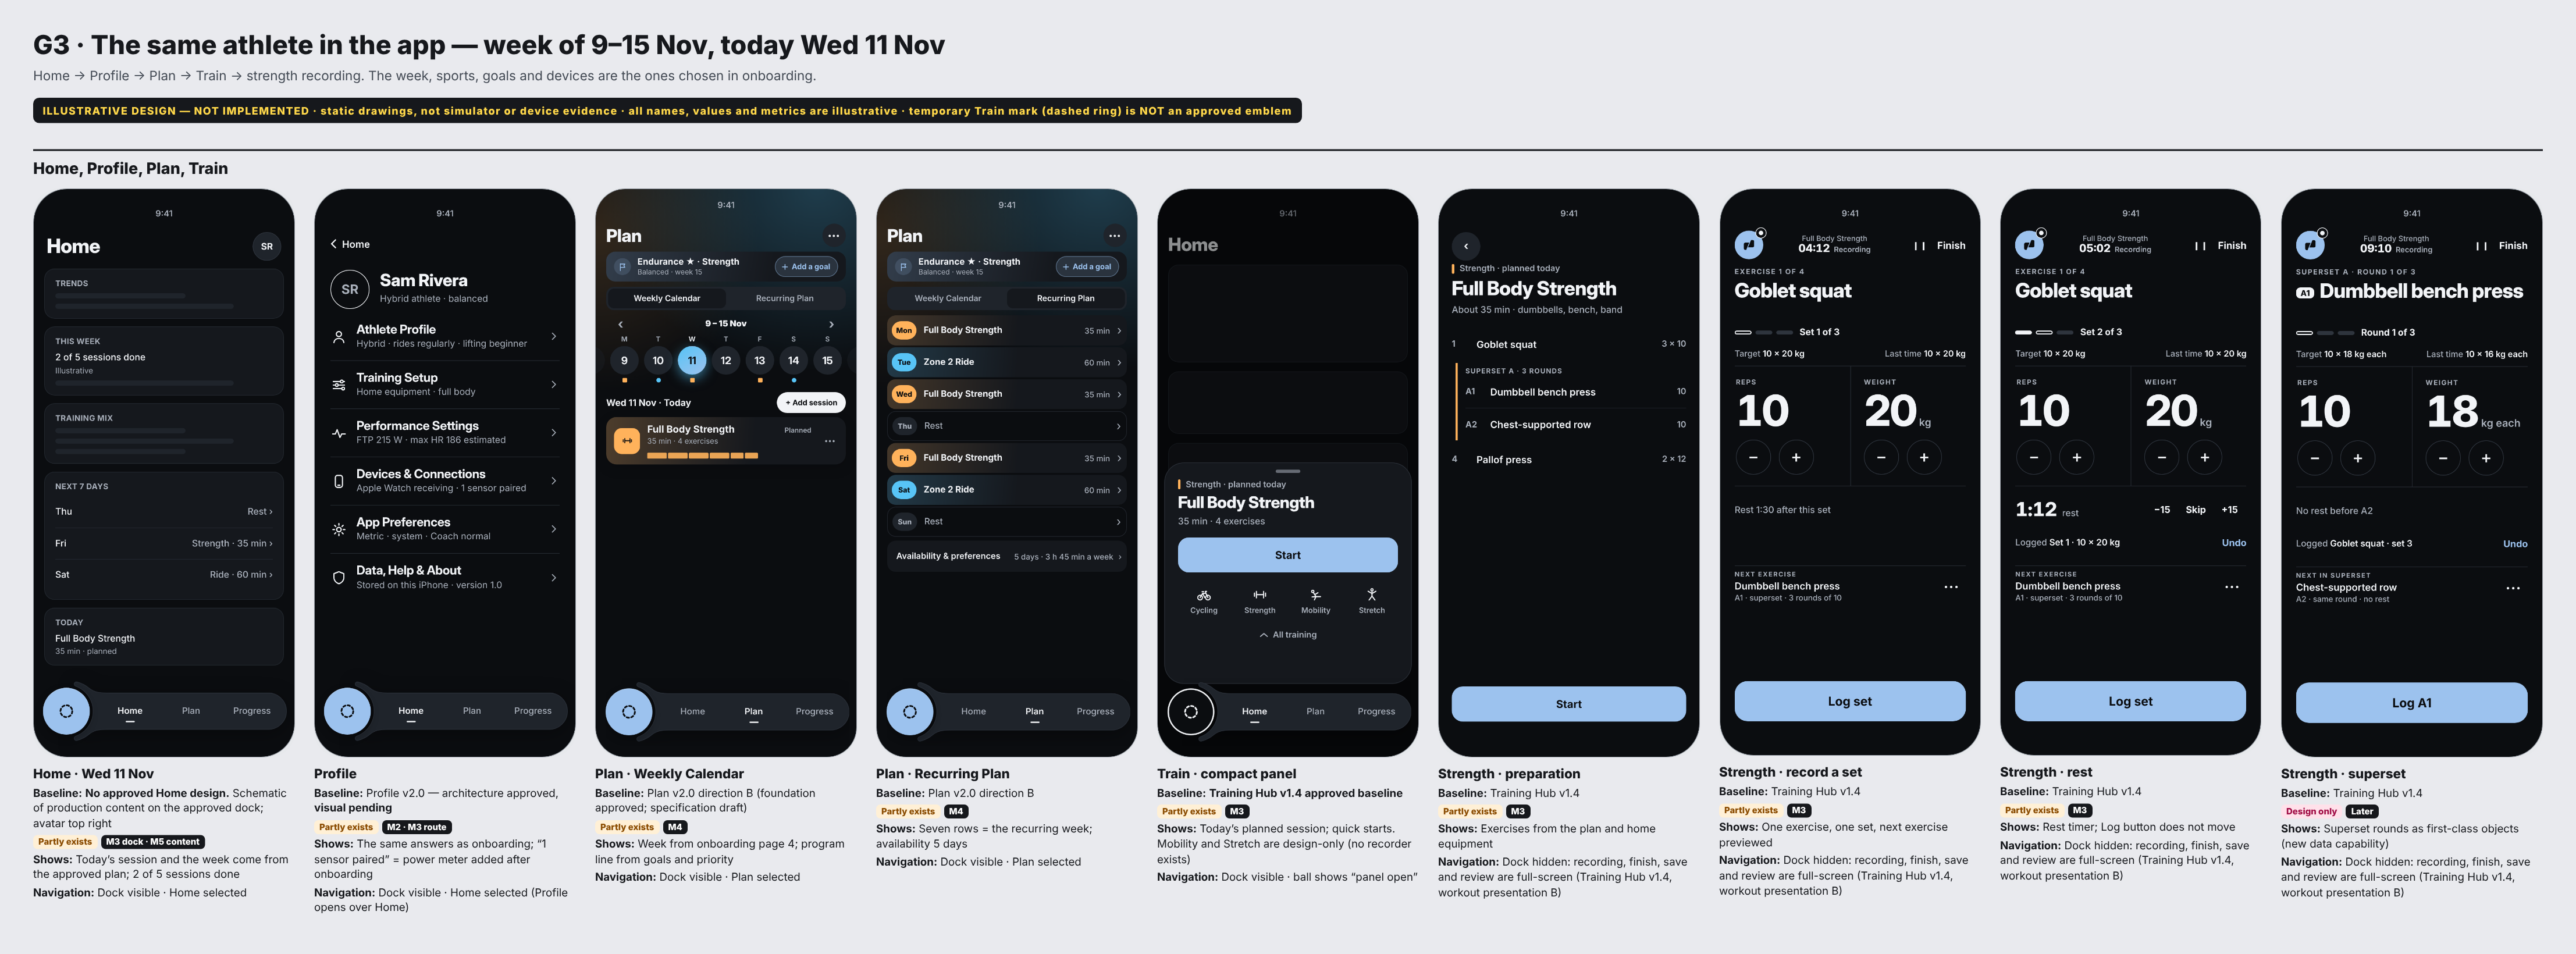 G3 · The same athlete in the app — week of 9–15 Nov, today Wed 11 Nov
Home → Profile → Plan → Train → strength recording. The week, sports, goals and devices are the ones chosen in onboarding.
ILLUSTRATIVE DESIGN — NOT IMPLEMENTED · static drawings, not simulator or device evidence · all names, values and metrics are illustrative · temporary Train mark (dashed ring) is NOT an approved emblem
Home, Profile, Plan, Train
9:41
Home
SR
TRENDS
THIS WEEK
2 of 5 sessions done
Illustrative
TRAINING MIX
NEXT 7 DAYS
Thu Rest ›
Fri Strength · 35 min ›
Sat Ride · 60 min ›
TODAY
Full Body Strength
35 min · planned
Home Plan Progress
Home · Wed 11 Nov
Baseline: No approved Home design. Schematic
of production content on the approved dock;
avatar top right
Partly exists M3 dock · M5 content
Shows: Today's session and the week come from
the approved plan; 2 of 5 sessions done
Navigation: Dock visible · Home selected
9:41
Home
SR
Sam Rivera
Hybrid athlete · balanced
Athlete Profile
Hybrid · rides regularly · lifting beginner
Training Setup
Home equipment · full body
Performance Settings
FTP 215 W · max HR 186 estimated
Devices & Connections
Apple Watch receiving · 1 sensor paired
App Preferences
Metric · system · Coach normal
Data, Help & About
Stored on this iPhone · version 1.0
Home Plan Progress
Profile
Baseline: Profile v2.0 — architecture approved,
visual pending
Partly exists M2 · M3 route
Shows: The same answers as onboarding; “1
sensor paired” = power meter added after
onboarding
Navigation: Dock visible · Home selected (Profile
opens over Home)
9:41
Plan
Endurance ★ · Strength
Balanced · week 15
+ Add a goal
Weekly Calendar Recurring Plan
‹ 9 – 15 Nov ›
M T W T F S S
9 10 11 12 13 14 15
Wed 11 Nov · Today
+ Add session
Full Body Strength
35 min · 4 exercises
Planned
Home Plan Progress
Plan · Weekly Calendar
Baseline: Plan v2.0 direction B (foundation
approved; specification draft)
Partly exists M4
Shows: Week from onboarding page 4; program
line from goals and priority
Navigation: Dock visible · Plan selected
9:41
Plan
Endurance ★ · Strength
Balanced · week 15
+ Add a goal
Weekly Calendar Recurring Plan
Mon Full Body Strength 35 min ›
Tue Zone 2 Ride 60 min ›
Wed Full Body Strength 35 min ›
Thu Rest ›
Fri Full Body Strength 35 min ›
Sat Zone 2 Ride 60 min ›
Sun Rest ›
Availability & preferences 5 days · 3 h 45 min a week ›
Home Plan Progress
Plan · Recurring Plan
Baseline: Plan v2.0 direction B
Partly exists M4
Shows: Seven rows = the recurring week;
availability 5 days
Navigation: Dock visible · Plan selected
9:41
Home
Strength · planned today
Full Body Strength
35 min · 4 exercises
Start
Cycling Strength Mobility Stretch
All training
Home Plan Progress
Train · compact panel
Baseline: Training Hub v1.4 approved baseline
Partly exists M3
Shows: Today's planned session; quick starts.
Mobility and Stretch are design-only (no recorder
exists)
Navigation: Dock visible · ball shows “panel open”
9:41
‹
Strength · planned today
Full Body Strength
About 35 min · dumbbells, bench, band
1 Goblet squat 3 × 10
SUPERSET A · 3 ROUNDS
A1 Dumbbell bench press 10
A2 Chest-supported row 10
4 Pallof press 2 × 12
Start
Strength · preparation
Baseline: Training Hub v1.4
Partly exists M3
Shows: Exercises from the plan and home
equipment
Navigation: Dock hidden: recording, finish, save
and review are full-screen (Training Hub v1.4,
workout presentation B)
9:41
Full Body Strength
04:12 Recording
Finish
EXERCISE 1 OF 4
Goblet squat
Set 1 of 3
Target 10 × 20 kg Last time 10 × 20 kg
REPS WEIGHT
10 20 kg
− + − +
Rest 1:30 after this set
NEXT EXERCISE
Dumbbell bench press
A1 · superset · 3 rounds of 10
Log set
Strength · record a set
Baseline: Training Hub v1.4
Partly exists M3
Shows: One exercise, one set, next exercise
previewed
Navigation: Dock hidden: recording, finish, save
and review are full-screen (Training Hub v1.4,
workout presentation B)
9:41
Full Body Strength
05:02 Recording
Finish
EXERCISE 1 OF 4
Goblet squat
Set 2 of 3
Target 10 × 20 kg Last time 10 × 20 kg
REPS WEIGHT
10 20 kg
− + − +
1:12 rest −15 Skip +15
Logged Set 1 · 10 × 20 kg Undo
NEXT EXERCISE
Dumbbell bench press
A1 · superset · 3 rounds of 10
Log set
Strength · rest
Baseline: Training Hub v1.4
Partly exists M3
Shows: Rest timer; Log button does not move
Navigation: Dock hidden: recording, finish, save
and review are full-screen (Training Hub v1.4,
workout presentation B)
9:41
Full Body Strength
09:10 Recording
Finish
SUPERSET A · ROUND 1 OF 3
A1 Dumbbell bench press
Round 1 of 3
Target 10 × 18 kg each Last time 10 × 16 kg each
REPS WEIGHT
10 18 kg each
− + − +
No rest before A2
Logged Goblet squat · set 3 Undo
NEXT IN SUPERSET
Chest-supported row
A2 · same round · no rest
Log A1
Strength · superset
Baseline: Training Hub v1.4
Design only Later
Shows: Superset rounds as first-class objects
(new data capability)
Navigation: Dock hidden: recording, finish, save
and review are full-screen (Training Hub v1.4,
workout presentation B)